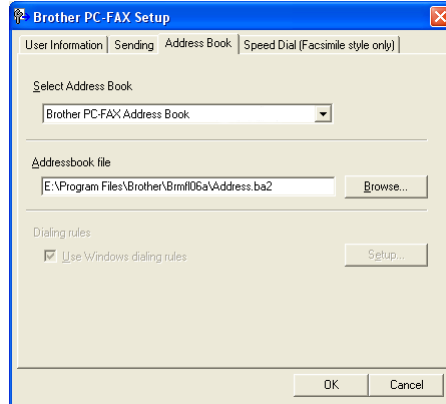 Brother PC-FAX Setup
User Information Sending Address Book Speed Dial (Facsimile style only)
Select Address Book
Brother PC-FAX Address Book
Addressbook file
E:\Program Files\Brother\Brmfl06a\Address.ba2 Browse...
Dialing rules
Use Windows dialing rules Setup...
OK Cancel